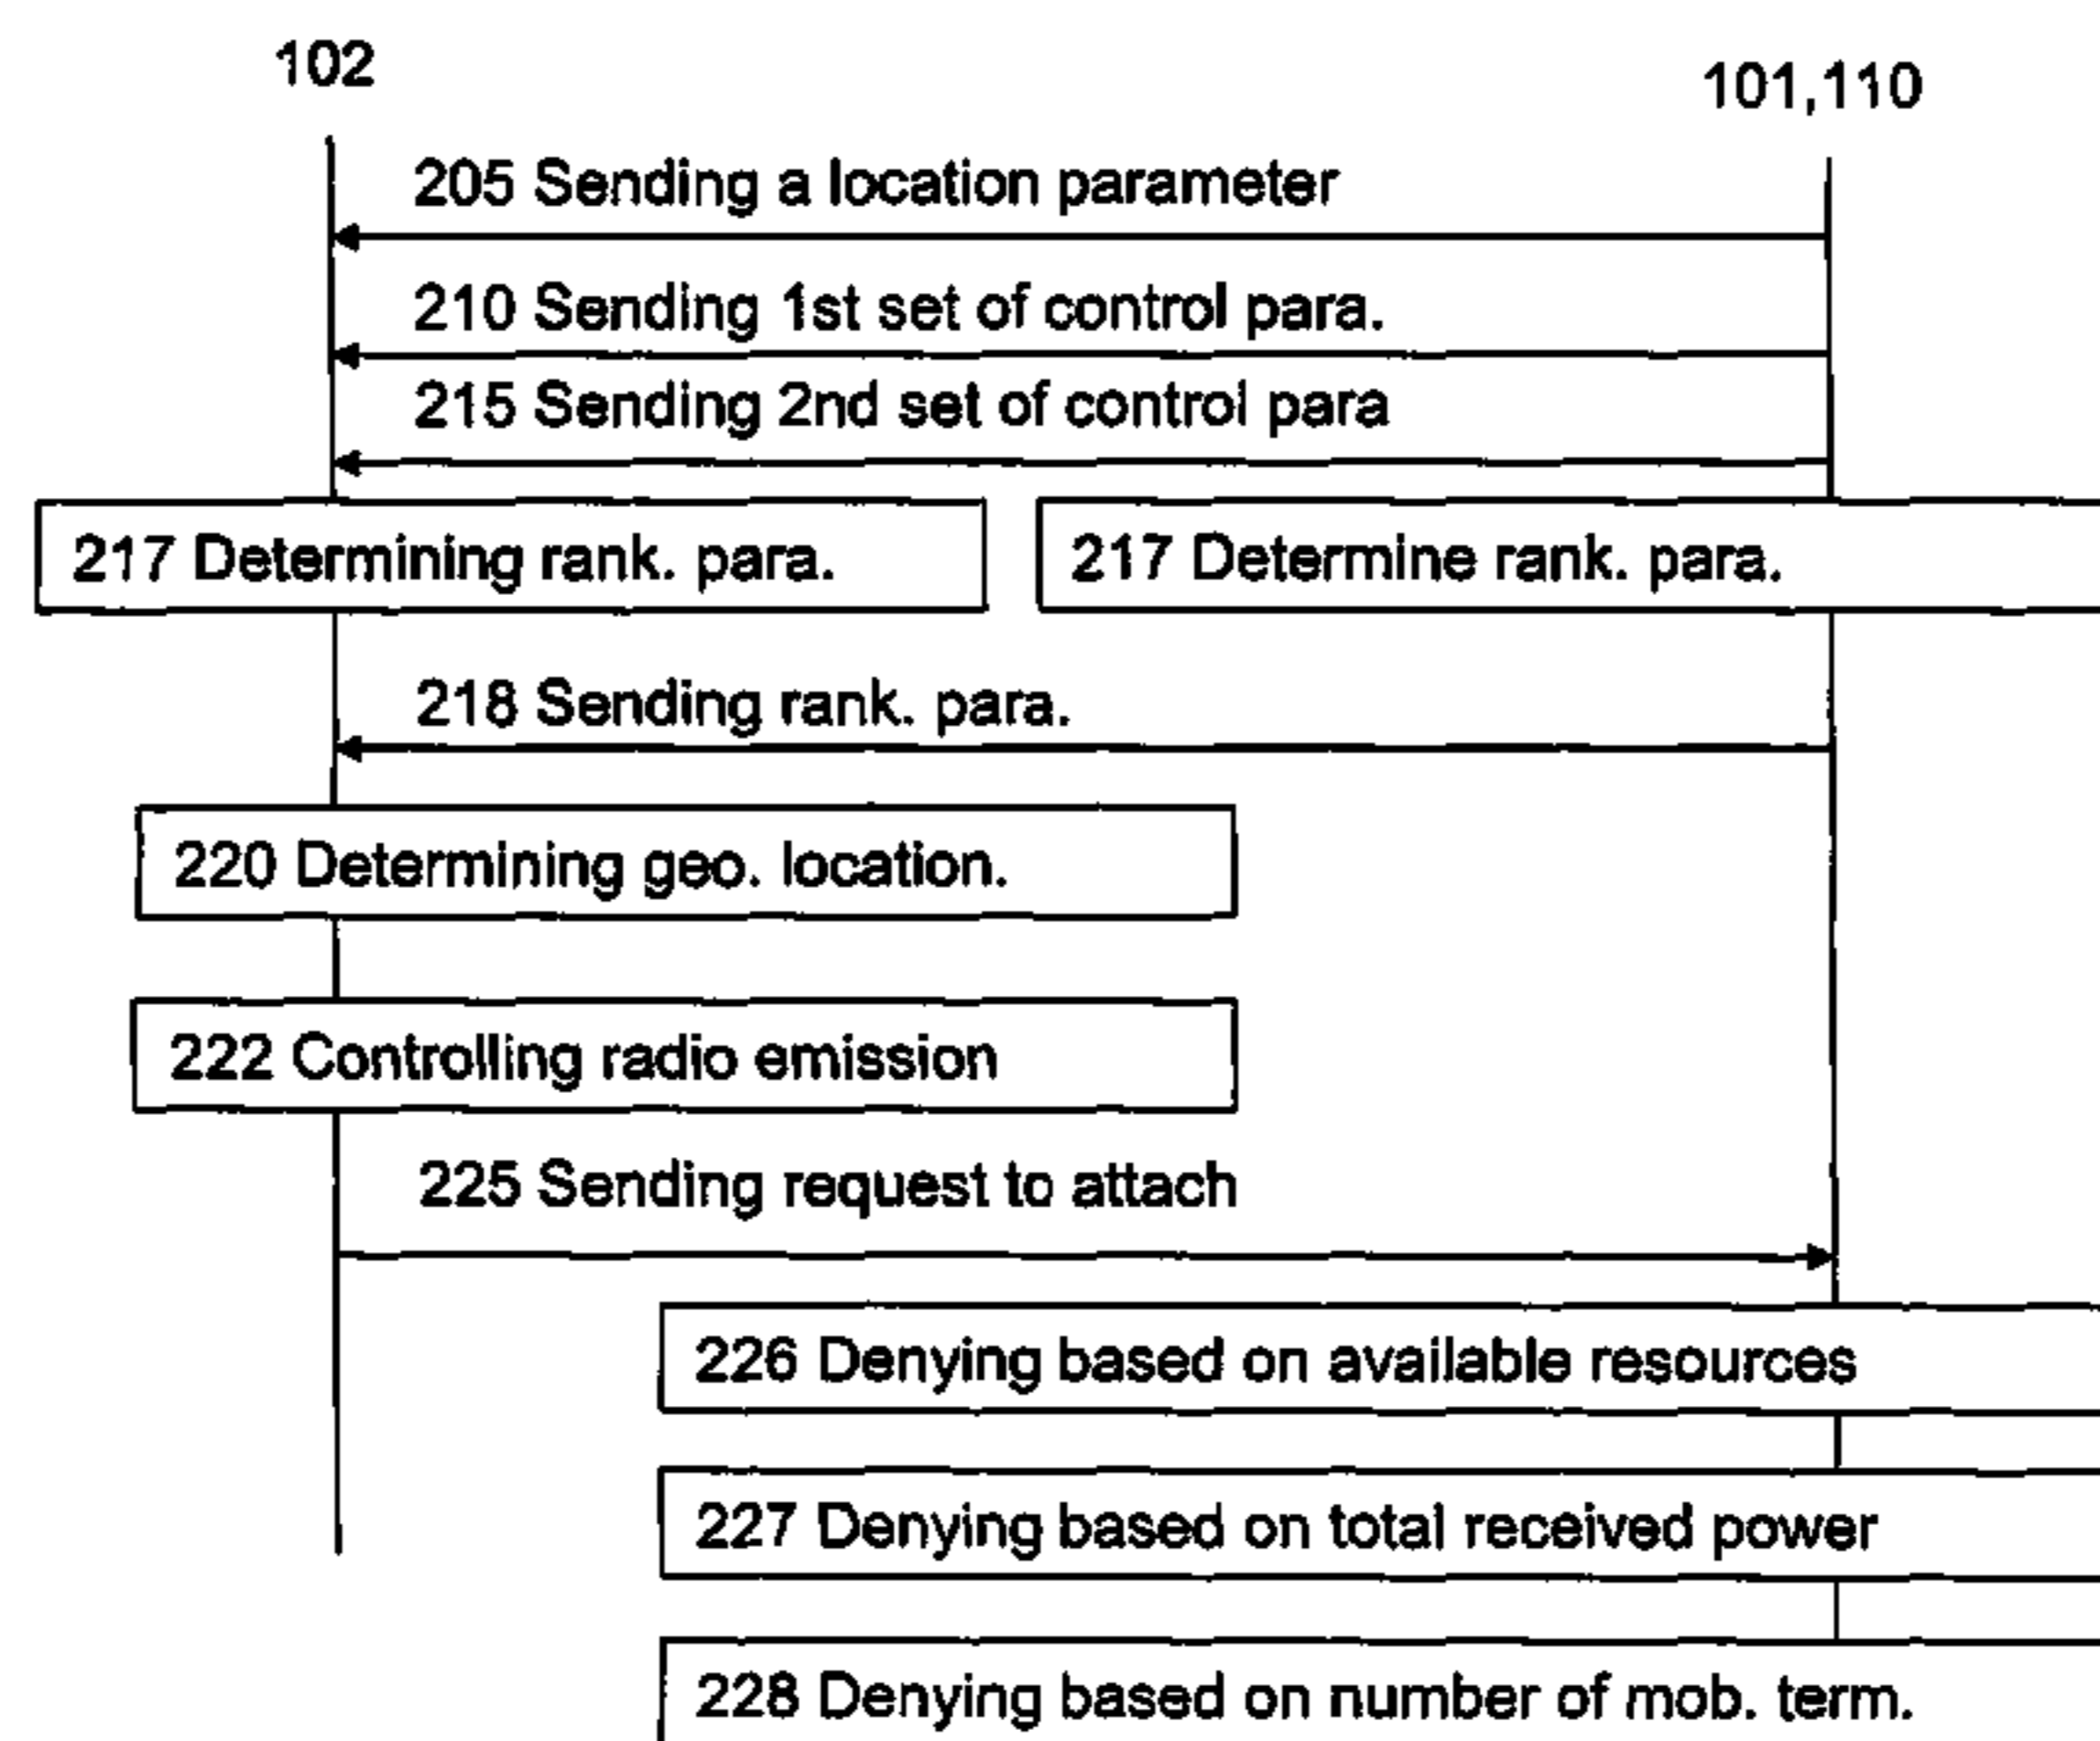 102
101,110
205 Sending a location parameter
210 Sending 1st set of control para.
215 Sending 2nd set of control para
217 Determining rank. para.
217 Determine rank. para.
218 Sending rank. para.
220 Determining geo. location.
222 Controlling radio emission
225 Sending request to attach
226 Denying based on available resources
227 Denying based on total received power
228 Denying based on number of mob. term.